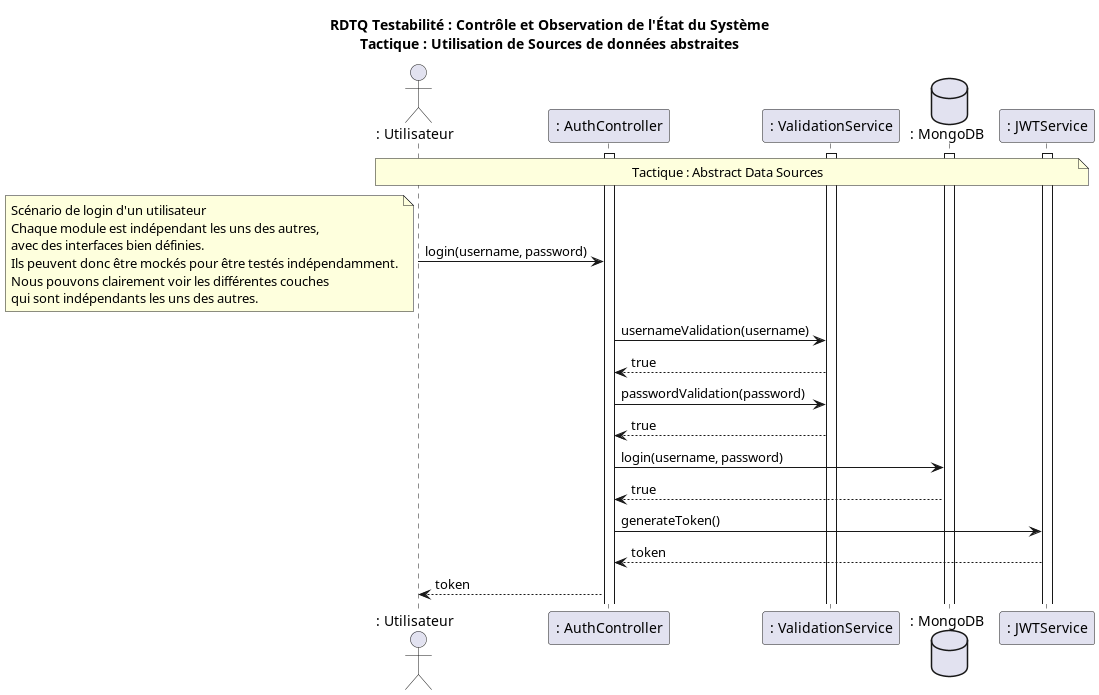 RDTQ Testabilité : Contrôle et Observation de l'État du Système
Tactique : Utilisation de Sources de données abstraites
: Utilisateur
: AuthController
: ValidationService
: MongoDB
: JWTService
Tactique : Abstract Data Sources
Scénario de login d'un utilisateur
Chaque module est indépendant les uns des autres,
avec des interfaces bien définies.
Ils peuvent donc être mockés pour être testés indépendamment.
Nous pouvons clairement voir les différentes couches
qui sont indépendants les uns des autres.
login(username, password)
usernameValidation(username)
true
passwordValidation(password)
true
login(username, password)
true
generateToken()
token
token
: Utilisateur
: AuthController
: ValidationService
: MongoDB
: JWTService